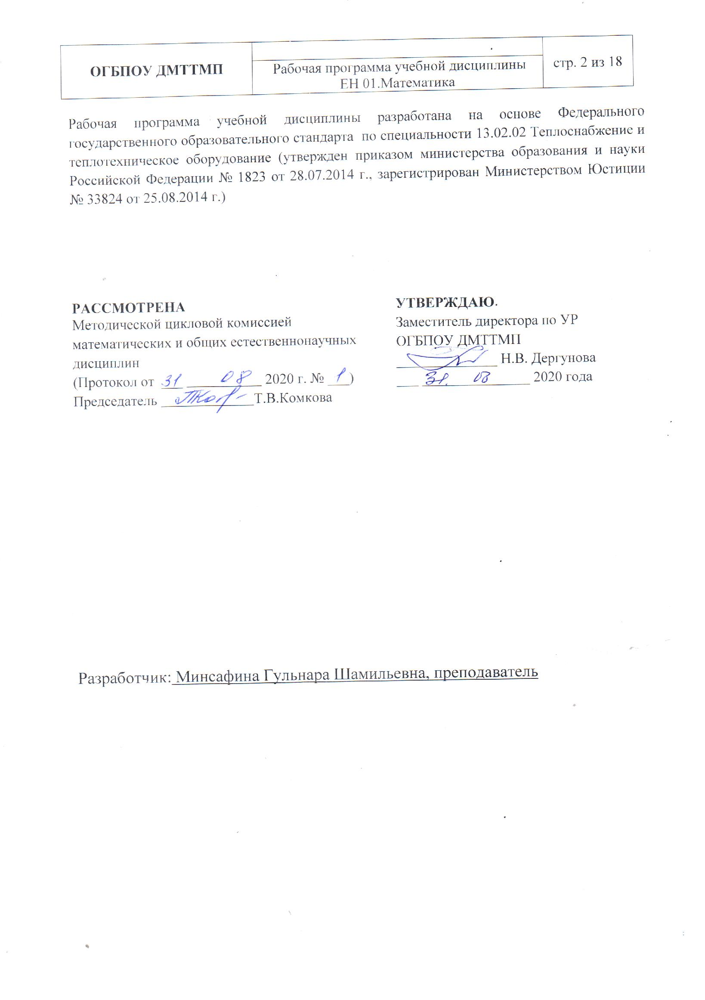 ОГБПОУ ДМТТМП
Рабочая программа учебной дисциплины
ЕН 01.Математика
стр. 2 из 18
Рабочая программа учебной дисциплины разработана на основе Федерального
государственного образовательного стандарта по специальности 13.02.02 Теплоснабжение и
теплотехническое оборудование (утвержден приказом министерства образования и науки
Российской Федерации № 1823 от 28.07.2014 г., зарегистрирован Министерством Юстиции
№ 33824 от 25.08.2014 г.)
РАССМОТРЕНА
Методической цикловой комиссией
математических и общих естественнонаучных
дисциплин
(Протокол от 31 08 2020 г. № 1)
Председатель Т.В.Комкова
УТВЕРЖДАЮ.
Заместитель директора по УР
ОГБПОУ ДМТТМП
Н.В. Дергунова
31. 08 2020 года
Разработчик: Минсафина Гульнара Шамильевна, преподаватель